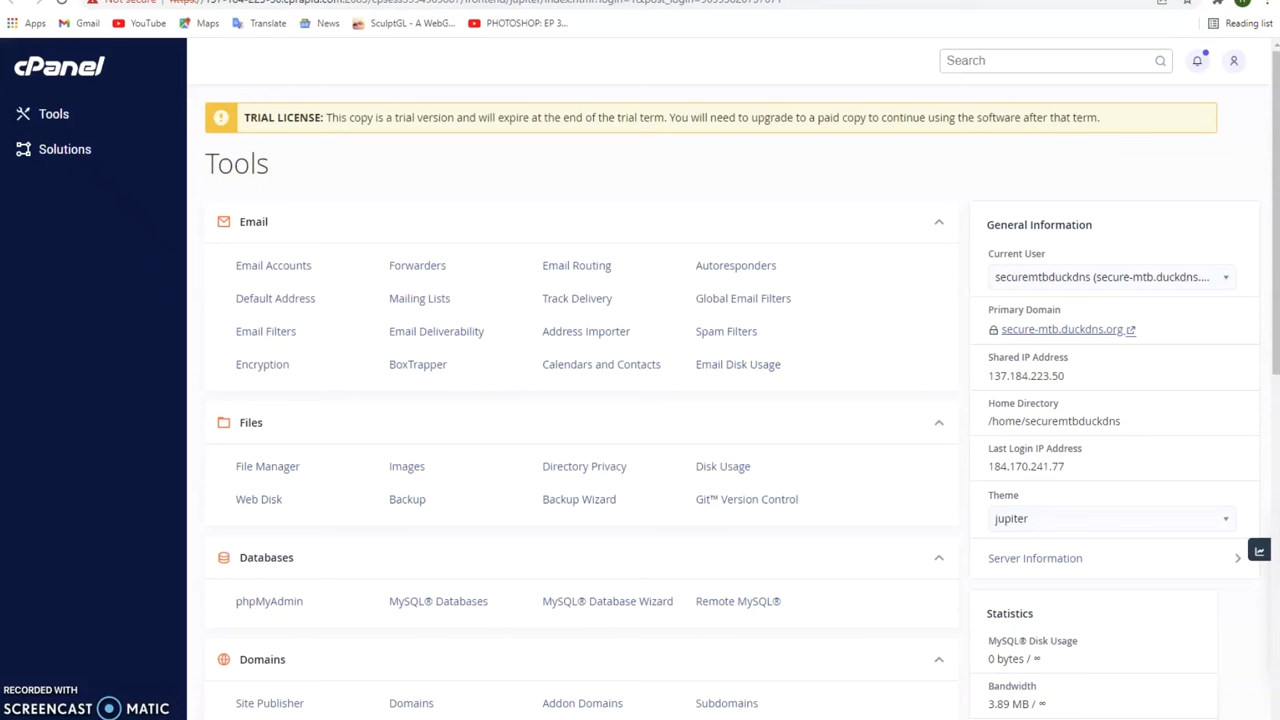 Apps Gmail YouTube Maps Translate News SculptGL - A WebG... PHOTOSHOP: EP 3... Reading list
cPanel
Search
Tools
Solutions
TRIAL LICENSE: This copy is a trial version and will expire at the end of the trial term. You will need to upgrade to a paid copy to continue using the software after that term.
Tools
Email
Email Accounts Forwarders Email Routing Autoresponders
Default Address Mailing Lists Track Delivery Global Email Filters
Email Filters Email Deliverability Address Importer Spam Filters
Encryption BoxTrapper Calendars and Contacts Email Disk Usage
Files
File Manager Images Directory Privacy Disk Usage
Web Disk Backup Backup Wizard Git™ Version Control
Databases
phpMyAdmin MySQL® Databases MySQL® Database Wizard Remote MySQL®
Domains
Site Publisher Domains Addon Domains Subdomains
General Information
Current User
securemtbduckdns (secure-mtb.duckdns....
Primary Domain
secure-mtb.duckdns.org
Shared IP Address
137.184.223.50
Home Directory
/home/securemtbduckdns
Last Login IP Address
184.170.241.77
Theme
jupiter
Server Information
Statistics
MySQL® Disk Usage
0 bytes / ∞
Bandwidth
3.89 MB / ∞
RECORDED WITH
SCREENCAST MATIC